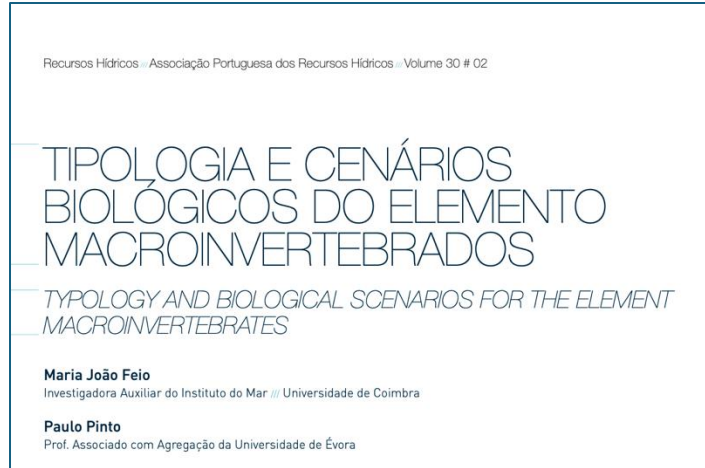 Recursos Hídricos /// Associação Portuguesa dos Recursos Hídricos /// Volume 30 # 02
TIPOLOGIA E CENÁRIOS
BIOLÓGICOS DO ELEMENTO
MACROINVERTEBRADOS
TYPOLOGY AND BIOLOGICAL SCENARIOS FOR THE ELEMENT
MACROINVERTEBRATES
Maria João Feio
Investigadora Auxiliar do Instituto do Mar /// Universidade de Coimbra
Paulo Pinto
Prof. Associado com Agregação da Universidade de Évora